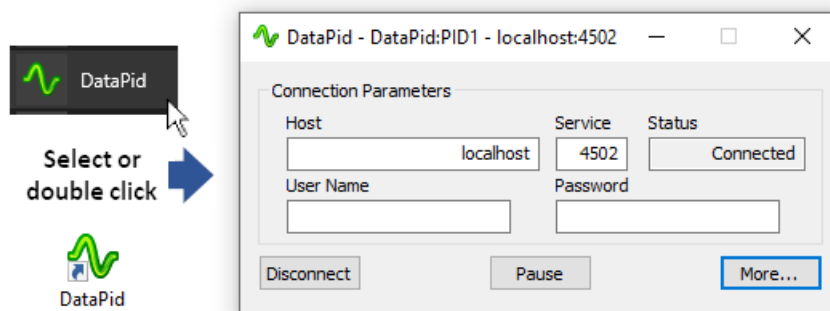 DataPid
Select or
double click
DataPid
DataPid - DataPid:PID1 - localhost:4502
Connection Parameters
Host Service Status
localhost 4502 Connected
User Name Password
Disconnect Pause More...